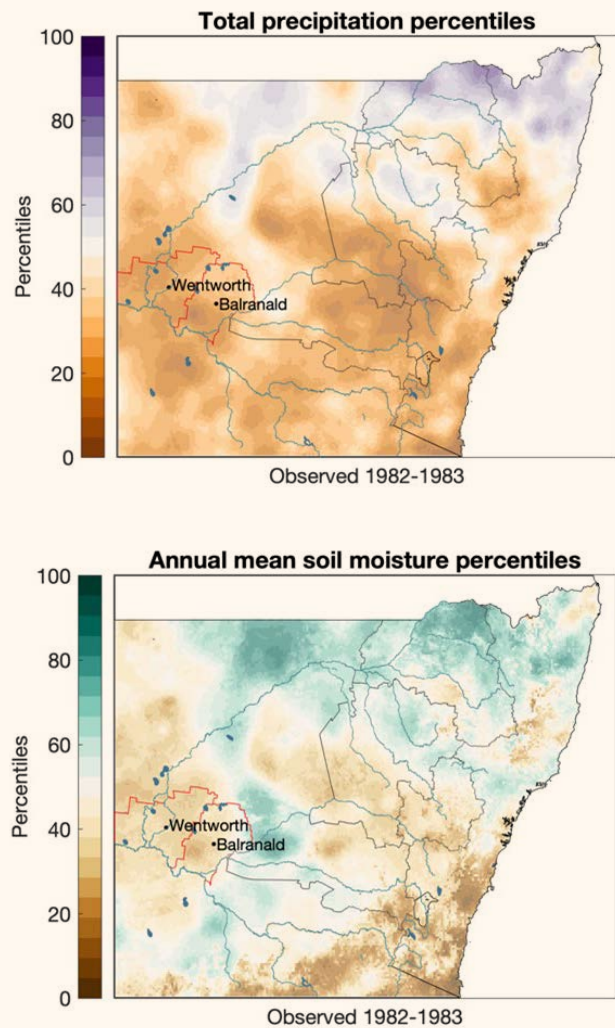 Total precipitation percentiles
100
80
60
40
20
0
Percentiles
Wentworth
Balranald
Observed 1982-1983
Annual mean soil moisture percentiles
100
80
60
40
20
0
Percentiles
Wentworth
Balranald
Observed 1982-1983